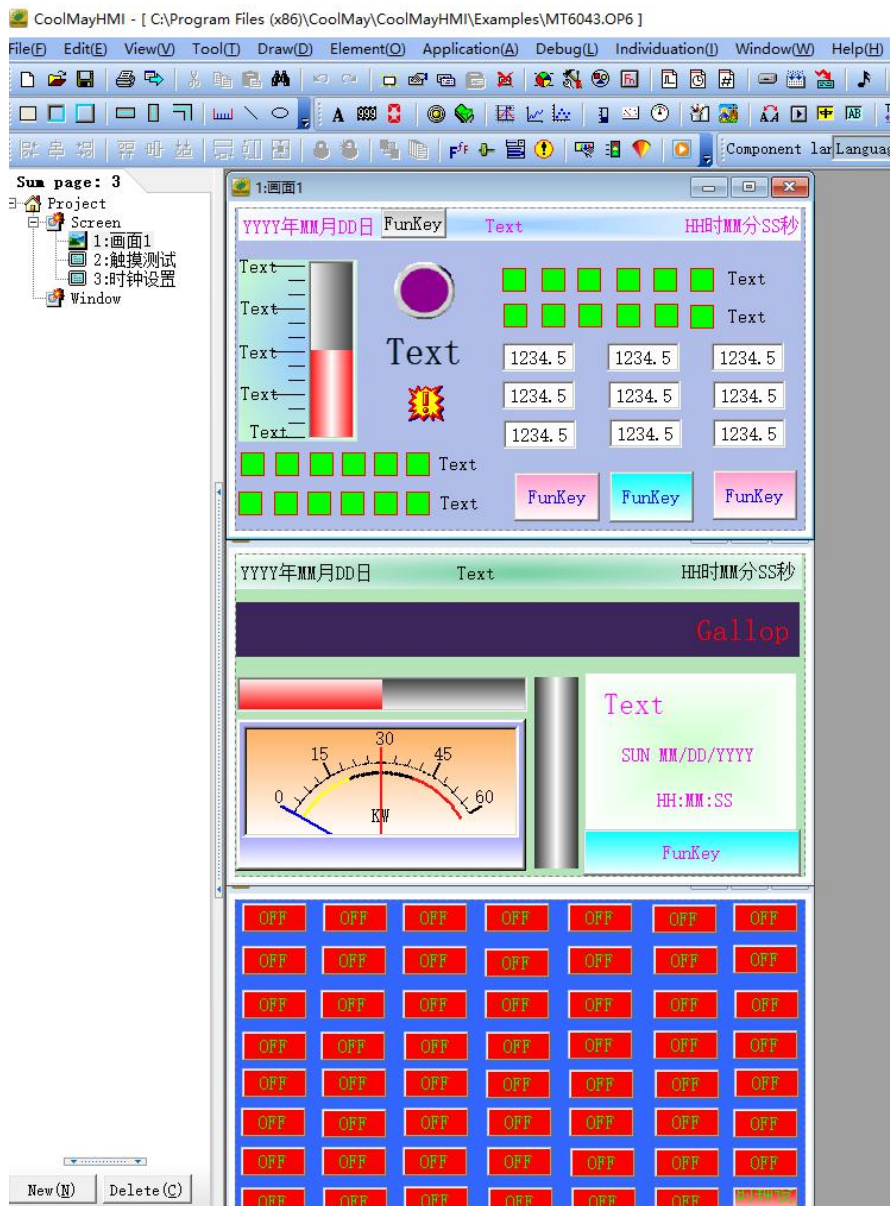 CoolMayHMI - [ C:\Program Files (x86)\CoolMay\CoolMayHMI\Examples\MT6043.OP6 ]
File(F) Edit(E) View(V) Tool(T) Draw(D) Element(O) Application(A) Debug(L) Individuation(I) Window(W) Help(H)
Component lar Languag
Sum page: 3
Project
Screen
1:画面1
2:触摸测试
3:时钟设置
Window
New(N) Delete(C)
1:画面1
YYYY年MM月DD日 FunKey Text HH时MM分SS秒
Text Text
Text Text
Text Text 1234.5 1234.5 1234.5
Text 1234.5 1234.5 1234.5
Text 1234.5 1234.5 1234.5
Text
Text FunKey FunKey FunKey
YYYY年MM月DD日 Text HH时MM分SS秒
Gallop
Text
0 15 30 45 60
KW
SUN MM/DD/YYYY
HH:MM:SS
FunKey
OFF OFF OFF OFF OFF OFF OFF
OFF OFF OFF OFF OFF OFF OFF
OFF OFF OFF OFF OFF OFF OFF
OFF OFF OFF OFF OFF OFF OFF
OFF OFF OFF OFF OFF OFF OFF
OFF OFF OFF OFF OFF OFF OFF
OFF OFF OFF OFF OFF OFF OFF
OFF OFF OFF OFF OFF OFF